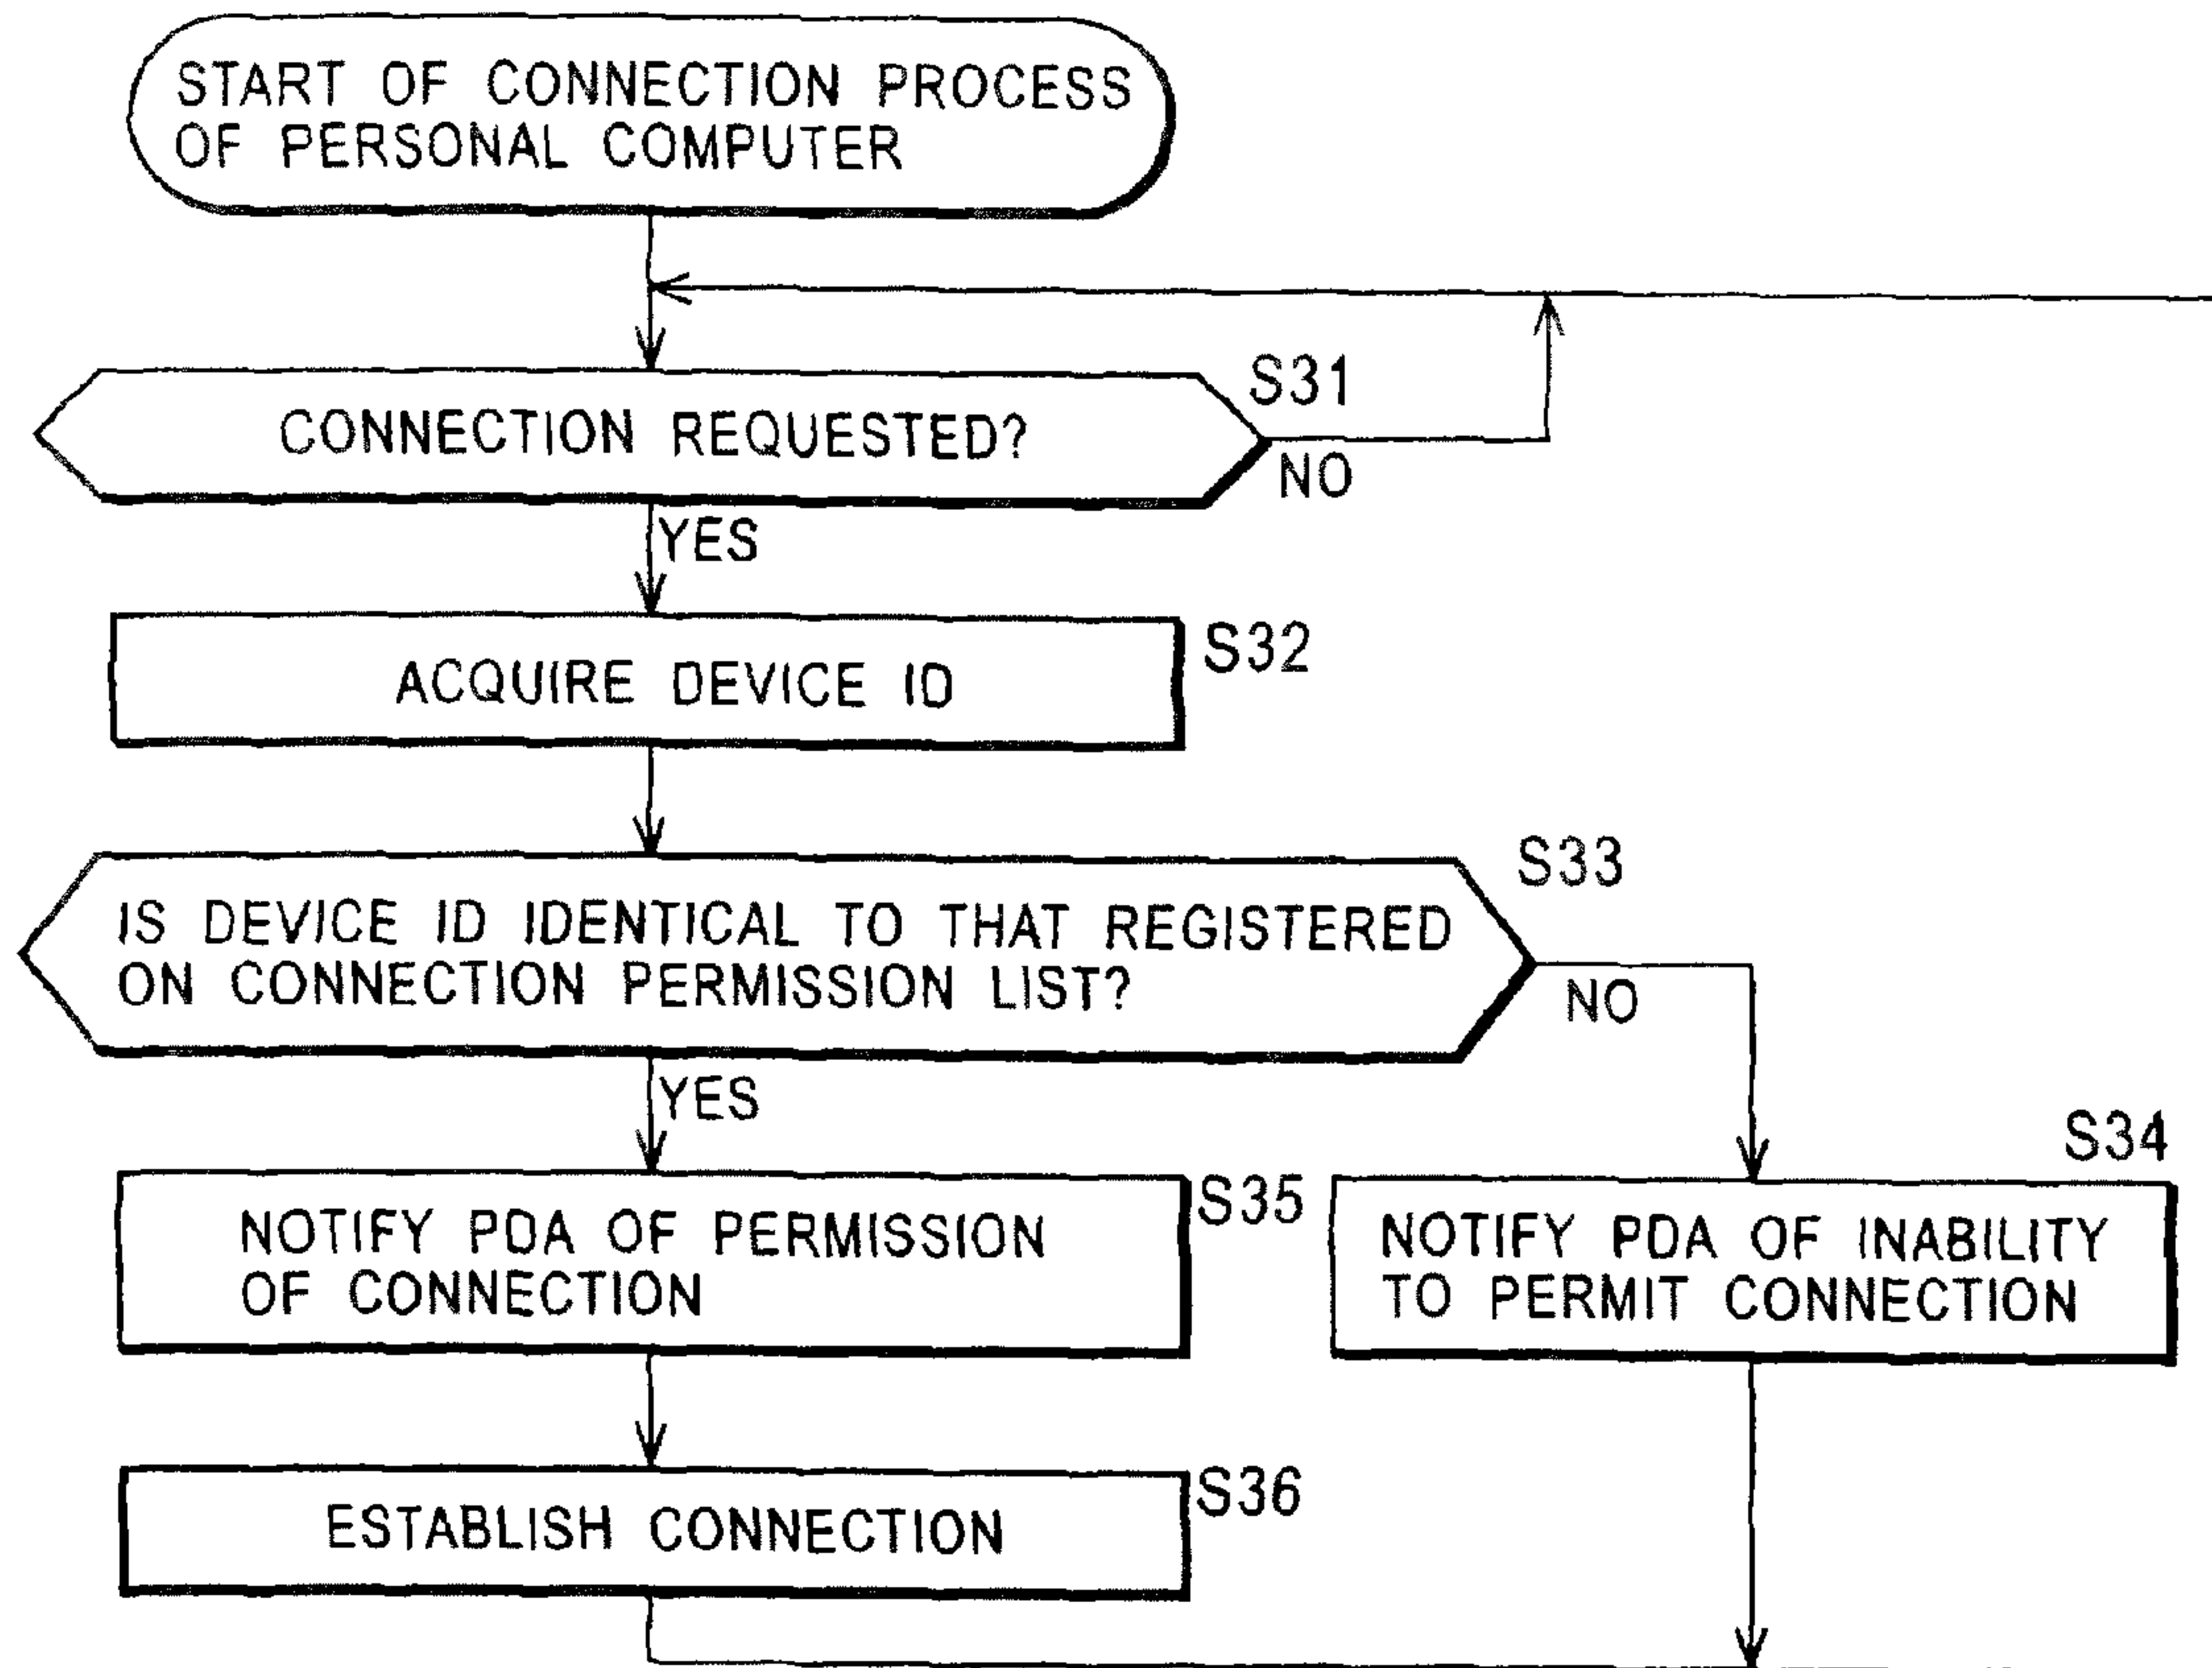 START OF CONNECTION PROCESS
OF PERSONAL COMPUTER
S31
CONNECTION REQUESTED?
NO
YES
S32
ACQUIRE DEVICE ID
S33
IS DEVICE ID IDENTICAL TO THAT REGISTERED
ON CONNECTION PERMISSION LIST?
NO
YES
S34
S35
NOTIFY PDA OF PERMISSION
OF CONNECTION
NOTIFY PDA OF INABILITY
TO PERMIT CONNECTION
S36
ESTABLISH CONNECTION